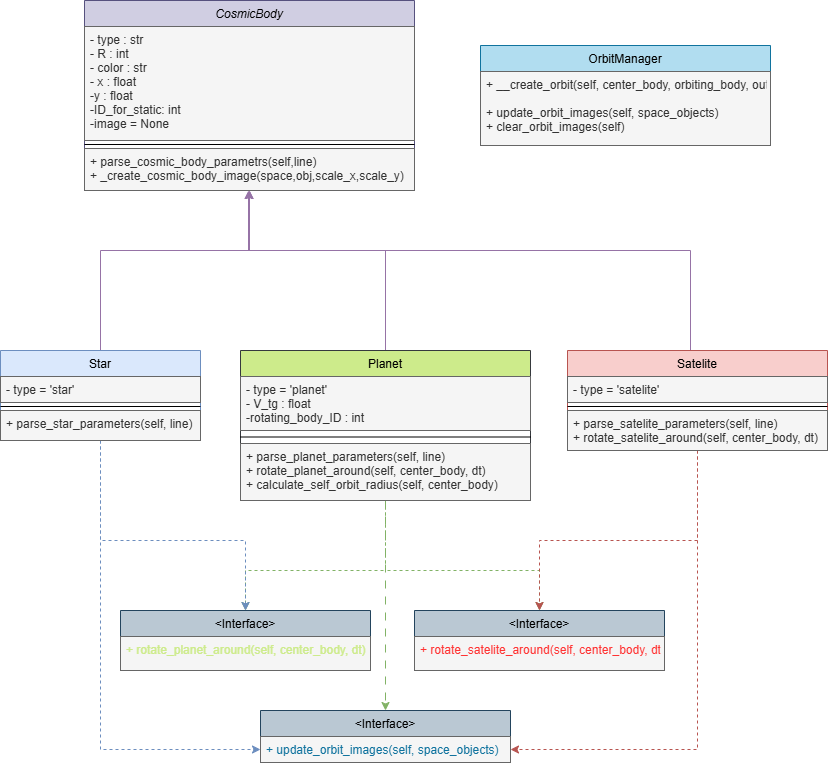 CosmicBody
- type : str
- R : int
- color : str
- x : float
-y : float
-ID_for_static: int
-image = None
+ parse_cosmic_body_parametrs(self,line)
+ _create_cosmic_body_image(space,obj,scale_x,scale_y)
OrbitManager
+ __create_orbit(self, center_body, orbiting_body, out
+ update_orbit_images(self, space_objects)
+ clear_orbit_images(self)
Star
- type = 'star'
+ parse_star_parameters(self, line)
Planet
- type = 'planet'
- V_tg : float
-rotating_body_ID : int
+ parse_planet_parameters(self, line)
+ rotate_planet_around(self, center_body, dt)
+ calculate_self_orbit_radius(self, center_body)
Satelite
- type = 'satelite'
+ parse_satelite_parameters(self, line)
+ rotate_satelite_around(self, center_body, dt)
<Interface>
+ rotate_planet_around(self, center_body, dt)
<Interface>
+ rotate_satelite_around(self, center_body, dt
<Interface>
+ update_orbit_images(self, space_objects)